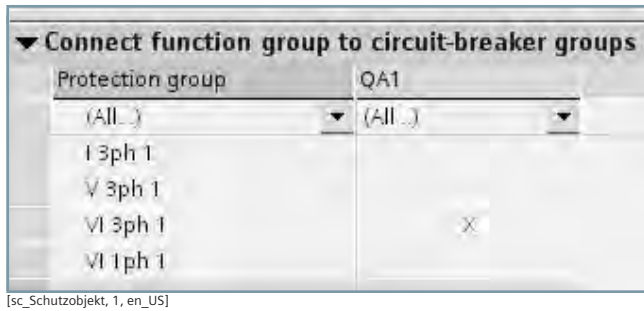 Connect function group to circuit-breaker groups
Protection group QA1
(All...) (All...)
I 3ph 1
V 3ph 1
VI 3ph 1 X
VI 1ph 1
[sc_Schutzobjekt, 1, en_US]